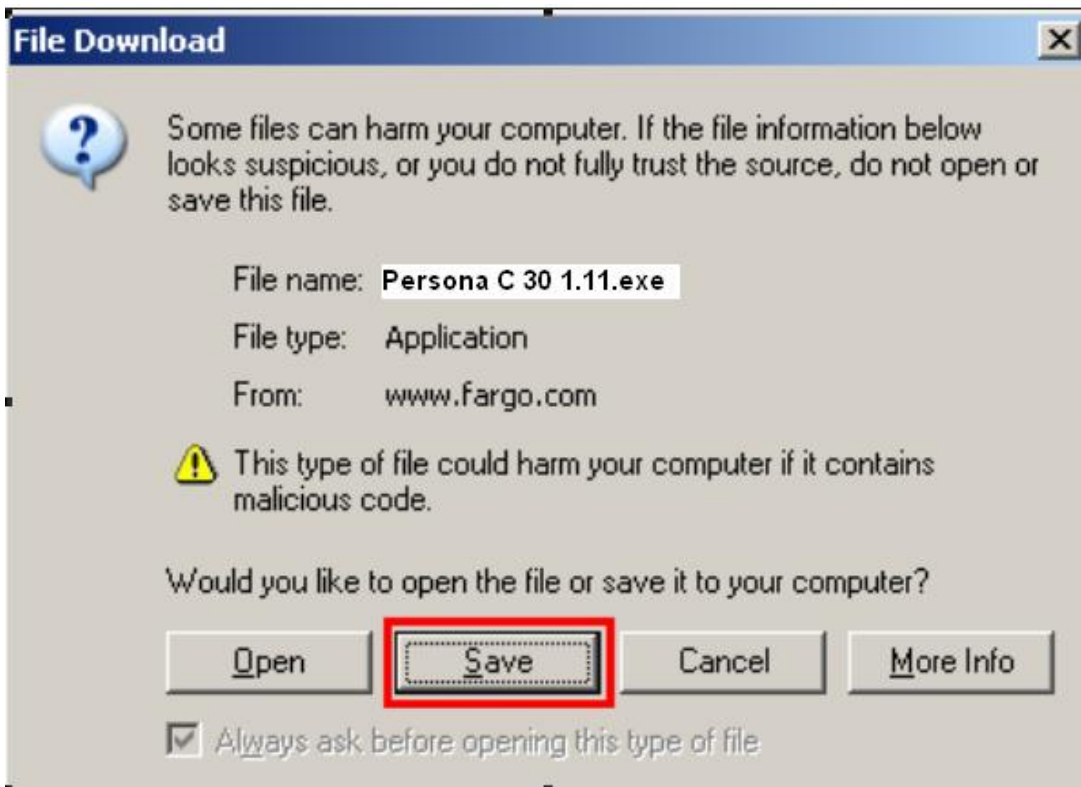 File Download
Some files can harm your computer. If the file information below
looks suspicious, or you do not fully trust the source, do not open or
save this file.
File name: Persona C 30 1.11.exe
File type: Application
From: www.fargo.com
This type of file could harm your computer if it contains
malicious code.
Would you like to open the file or save it to your computer?
Open Save Cancel More Info
Always ask before opening this type of file